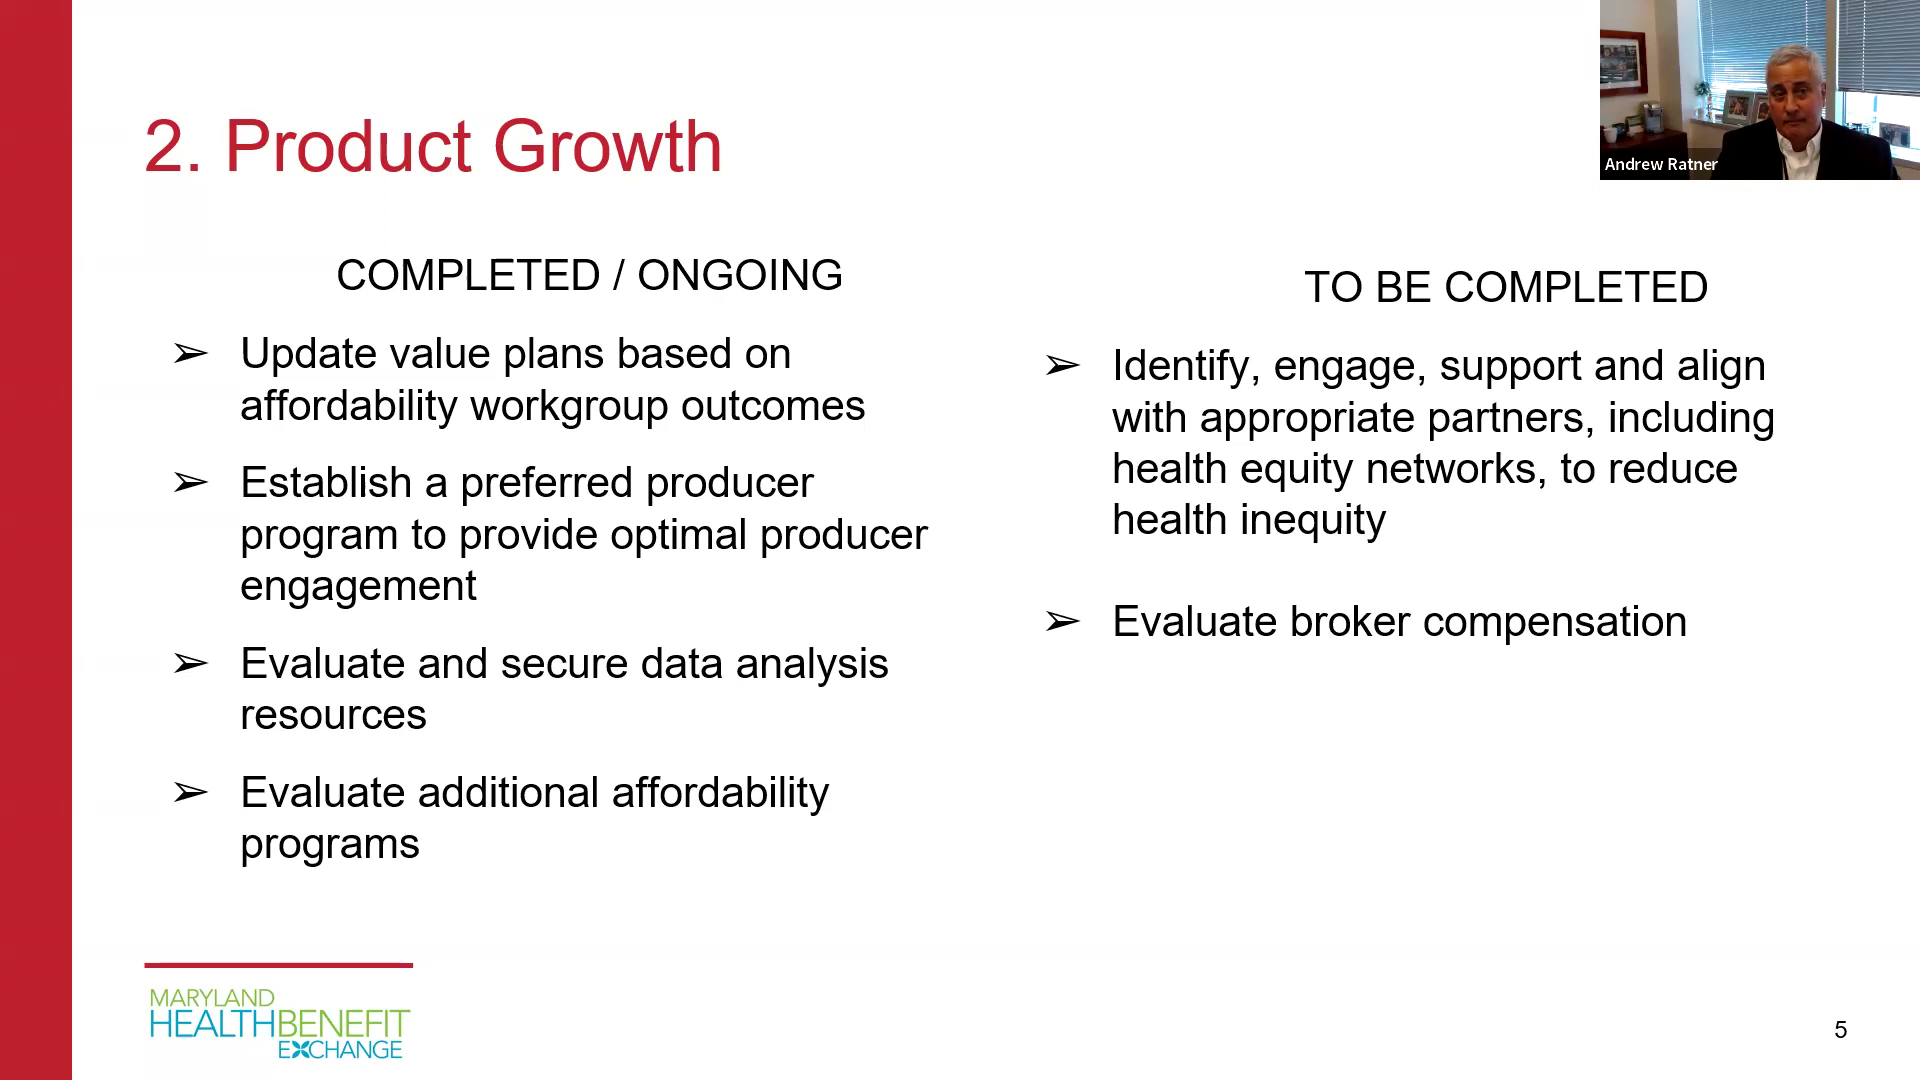 2. Product Growth
Andrew Ratner
COMPLETED / ONGOING
➢ Update value plans based on
affordability workgroup outcomes
➢ Establish a preferred producer
program to provide optimal producer
engagement
➢ Evaluate and secure data analysis
resources
➢ Evaluate additional affordability
programs
TO BE COMPLETED
➢ Identify, engage, support and align
with appropriate partners, including
health equity networks, to reduce
health inequity
➢ Evaluate broker compensation
MARYLAND
HEALTHBENEFIT
EXCHANGE
5